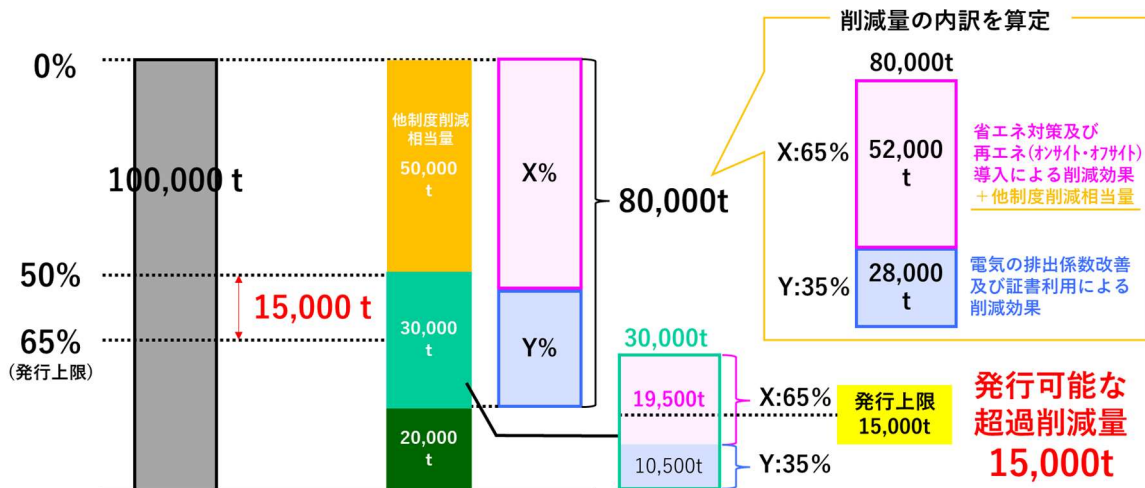 削減量の内訳を算定
0%
100,000 t
50%
65%
(発行上限)
15,000 t
他制度削減
相当量
50,000
t
30,000
t
20,000
t
X%
Y%
80,000t
80,000t
X:65%
52,000
t
省エネ対策及び
再エネ(オンサイト・オフサイト)
導入による削減効果
＋他制度削減相当量
Y:35%
28,000
t
電気の排出係数改善
及び証書利用による
削減効果
30,000t
19,500t
10,500t
X:65%
Y:35%
発行上限
15,000t
発行可能な
超過削減量
15,000t